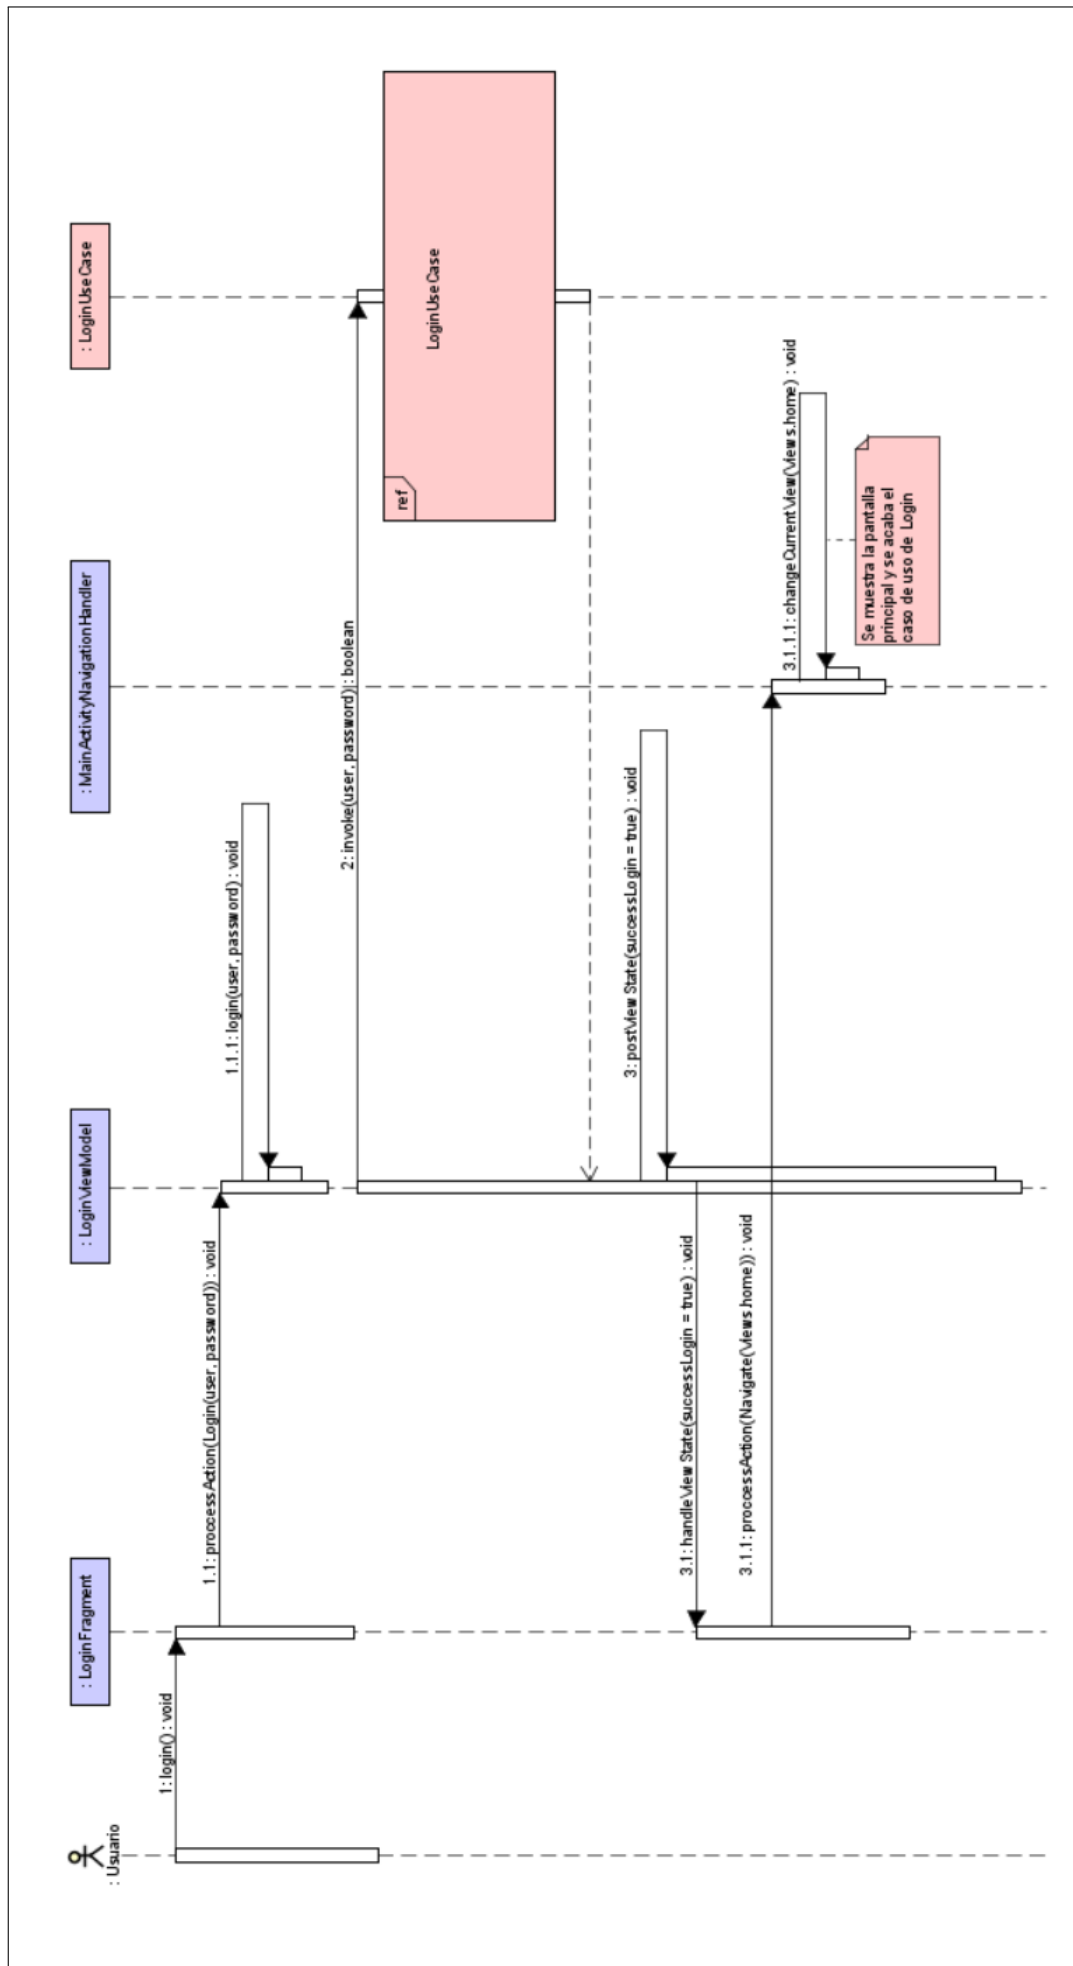 : Usuario
: LoginFragment
: LoginViewModel
: MainActivityNavigationHandler
: LoginUseCase
1: login() : void
1.1: proccessAction(Login(user, password)) : void
1.1.1: login(user, password) : void
2: invoke(user, password) : boolean
ref
LoginUseCase
3: postViewState(successLogin = true) : void
3.1: handleViewState(successLogin = true) : void
3.1.1: proccessAction(Navigate(Views.home)) : void
3.1.1.1: changeCurrentView(Views.home) : void
Se muestra la pantalla
principal y se acaba el
caso de uso de Login